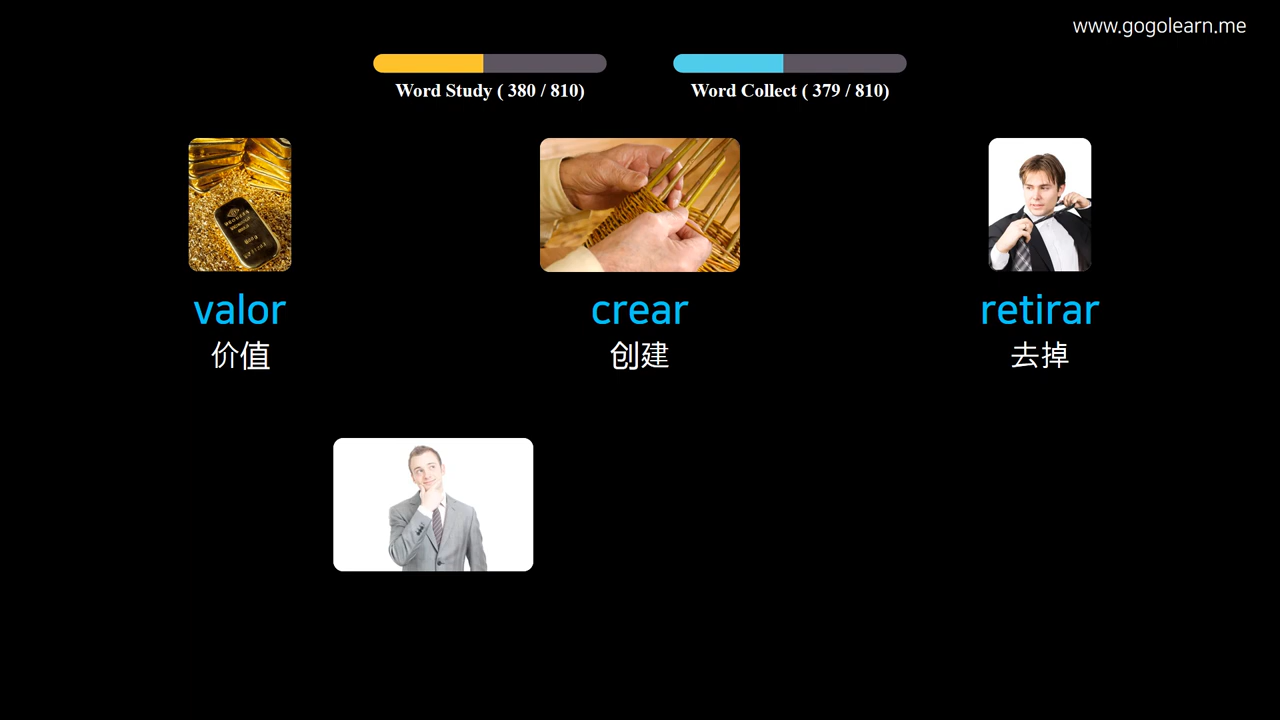 www.gogolearn.me
Word Study ( 380 / 810)
Word Collect ( 379 / 810)
valor
价值
crear
创建
retirar
去掉